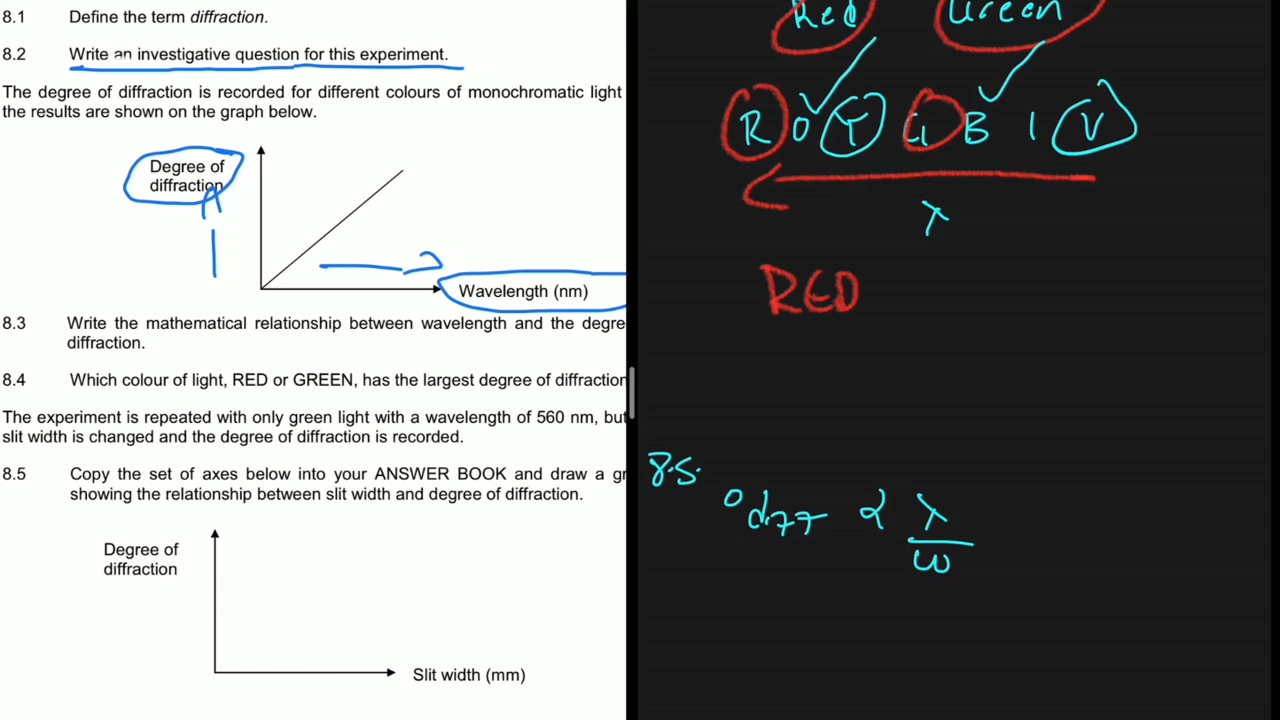 8.1 Define the term diffraction.
8.2 Write an investigative question for this experiment.
The degree of diffraction is recorded for different colours of monochromatic light
the results are shown on the graph below.
Degree of
diffraction
Wavelength (nm)
8.3 Write the mathematical relationship between wavelength and the degre
diffraction.
8.4 Which colour of light, RED or GREEN, has the largest degree of diffraction
The experiment is repeated with only green light with a wavelength of 560 nm, but
slit width is changed and the degree of diffraction is recorded.
8.5 Copy the set of axes below into your ANSWER BOOK and draw a gr
showing the relationship between slit width and degree of diffraction.
Degree of
diffraction
Slit width (mm)
Red Green
R O Y G B I V
λ
RED
8.5.
°diff α λ
w